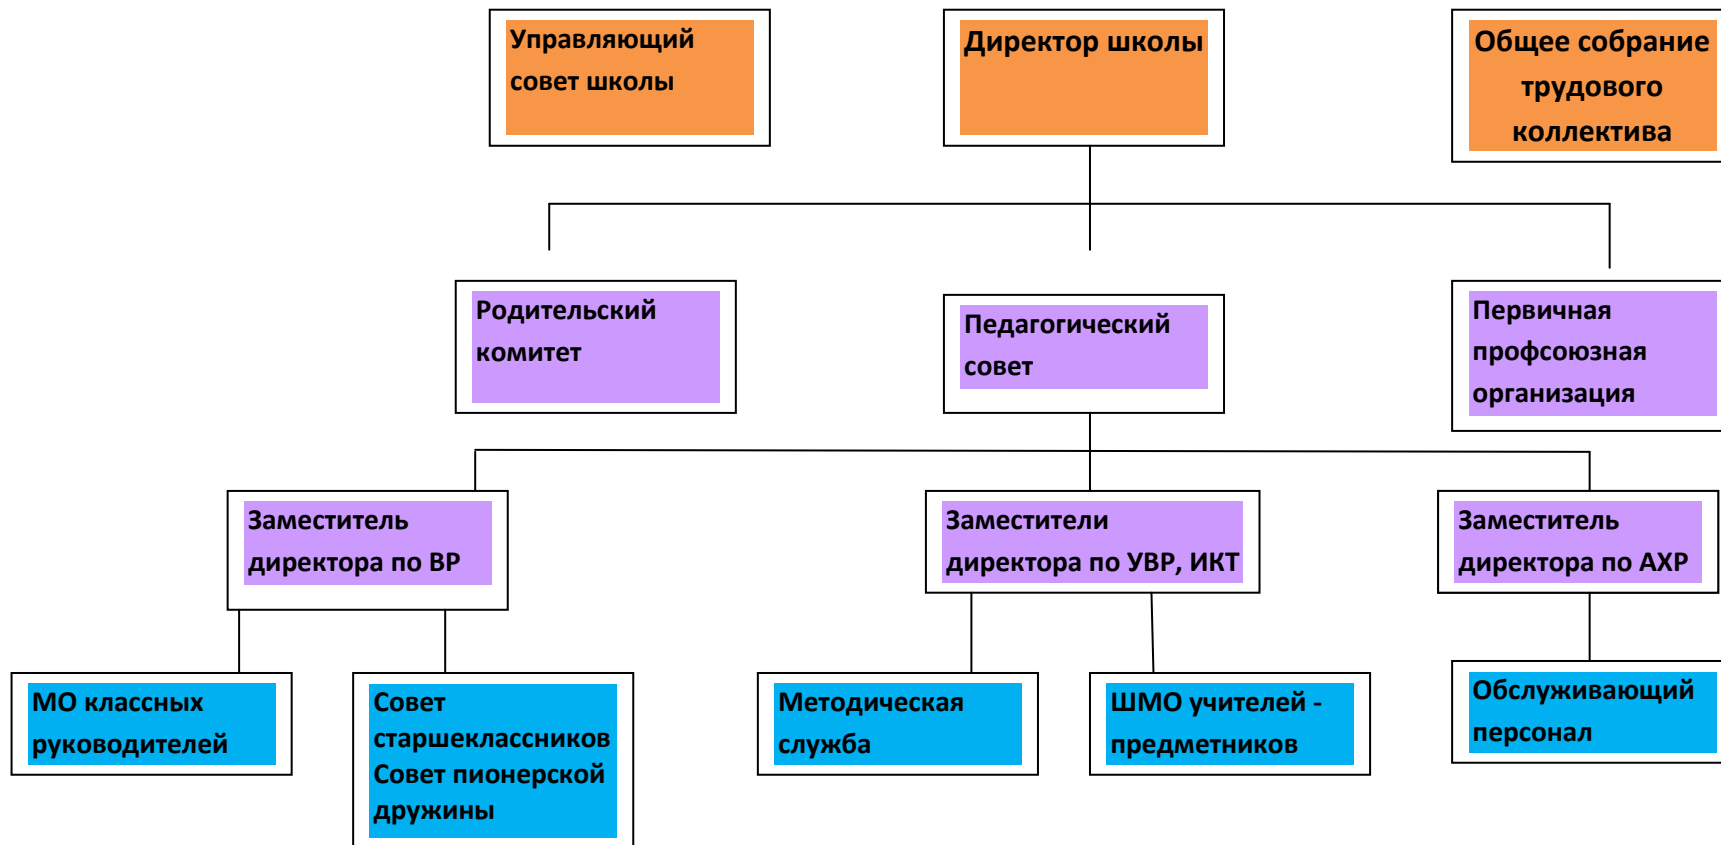 Управляющий
совет школы
Директор школы
Общее собрание
трудового
коллектива
Родительский
комитет
Педагогический
совет
Первичная
профсоюзная
организация
Заместитель
директора по ВР
Заместители
директора по УВР, ИКТ
Заместитель
директора по АХР
МО классных
руководителей
Совет
старшеклассников
Совет пионерской
дружины
Методическая
служба
ШМО учителей -
предметников
Обслуживающий
персонал